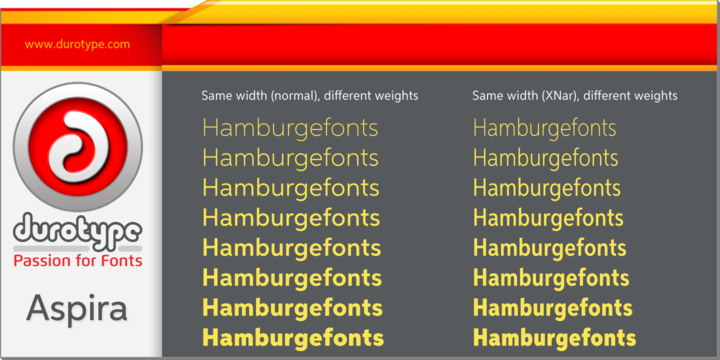 www.durotype.com
durotype
Passion for Fonts
Aspira
Same width (normal), different weights
Hamburgefonts
Hamburgefonts
Hamburgefonts
Hamburgefonts
Hamburgefonts
Hamburgefonts
Hamburgefonts
Hamburgefonts
Same width (XNar), different weights
Hamburgefonts
Hamburgefonts
Hamburgefonts
Hamburgefonts
Hamburgefonts
Hamburgefonts
Hamburgefonts
Hamburgefonts